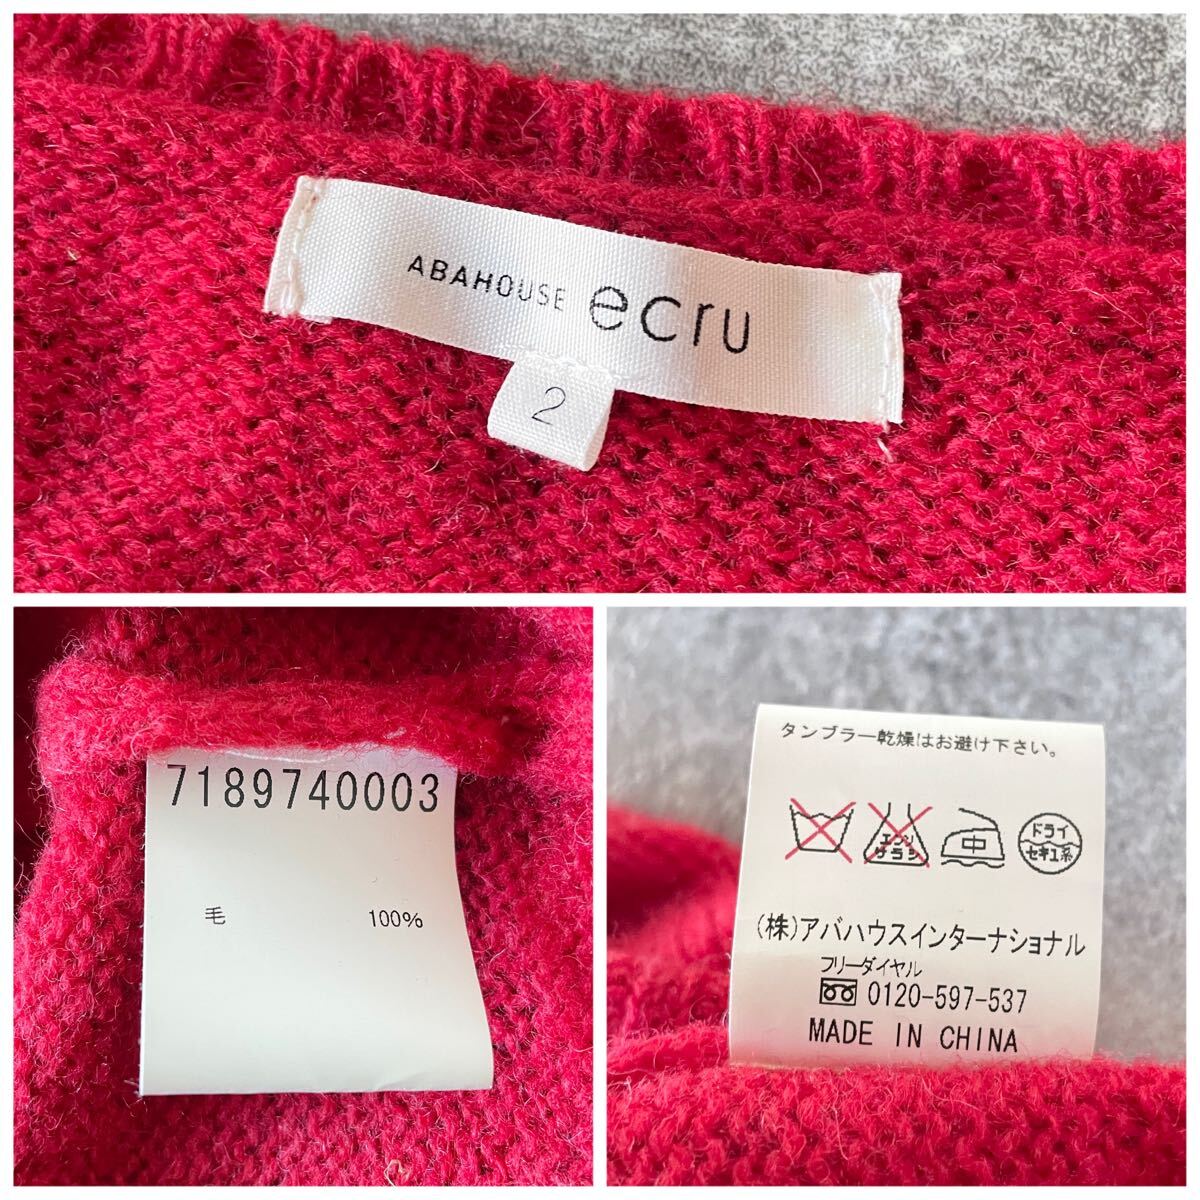 ABAHOUSE ecru
2
7189740003
毛 100%
タンブラー乾燥はお避け下さい。
エンソ
サラシ
中
ドライ
セキユ系
(株)アバハウスインターナショナル
フリーダイヤル
0120-597-537
MADE IN CHINA